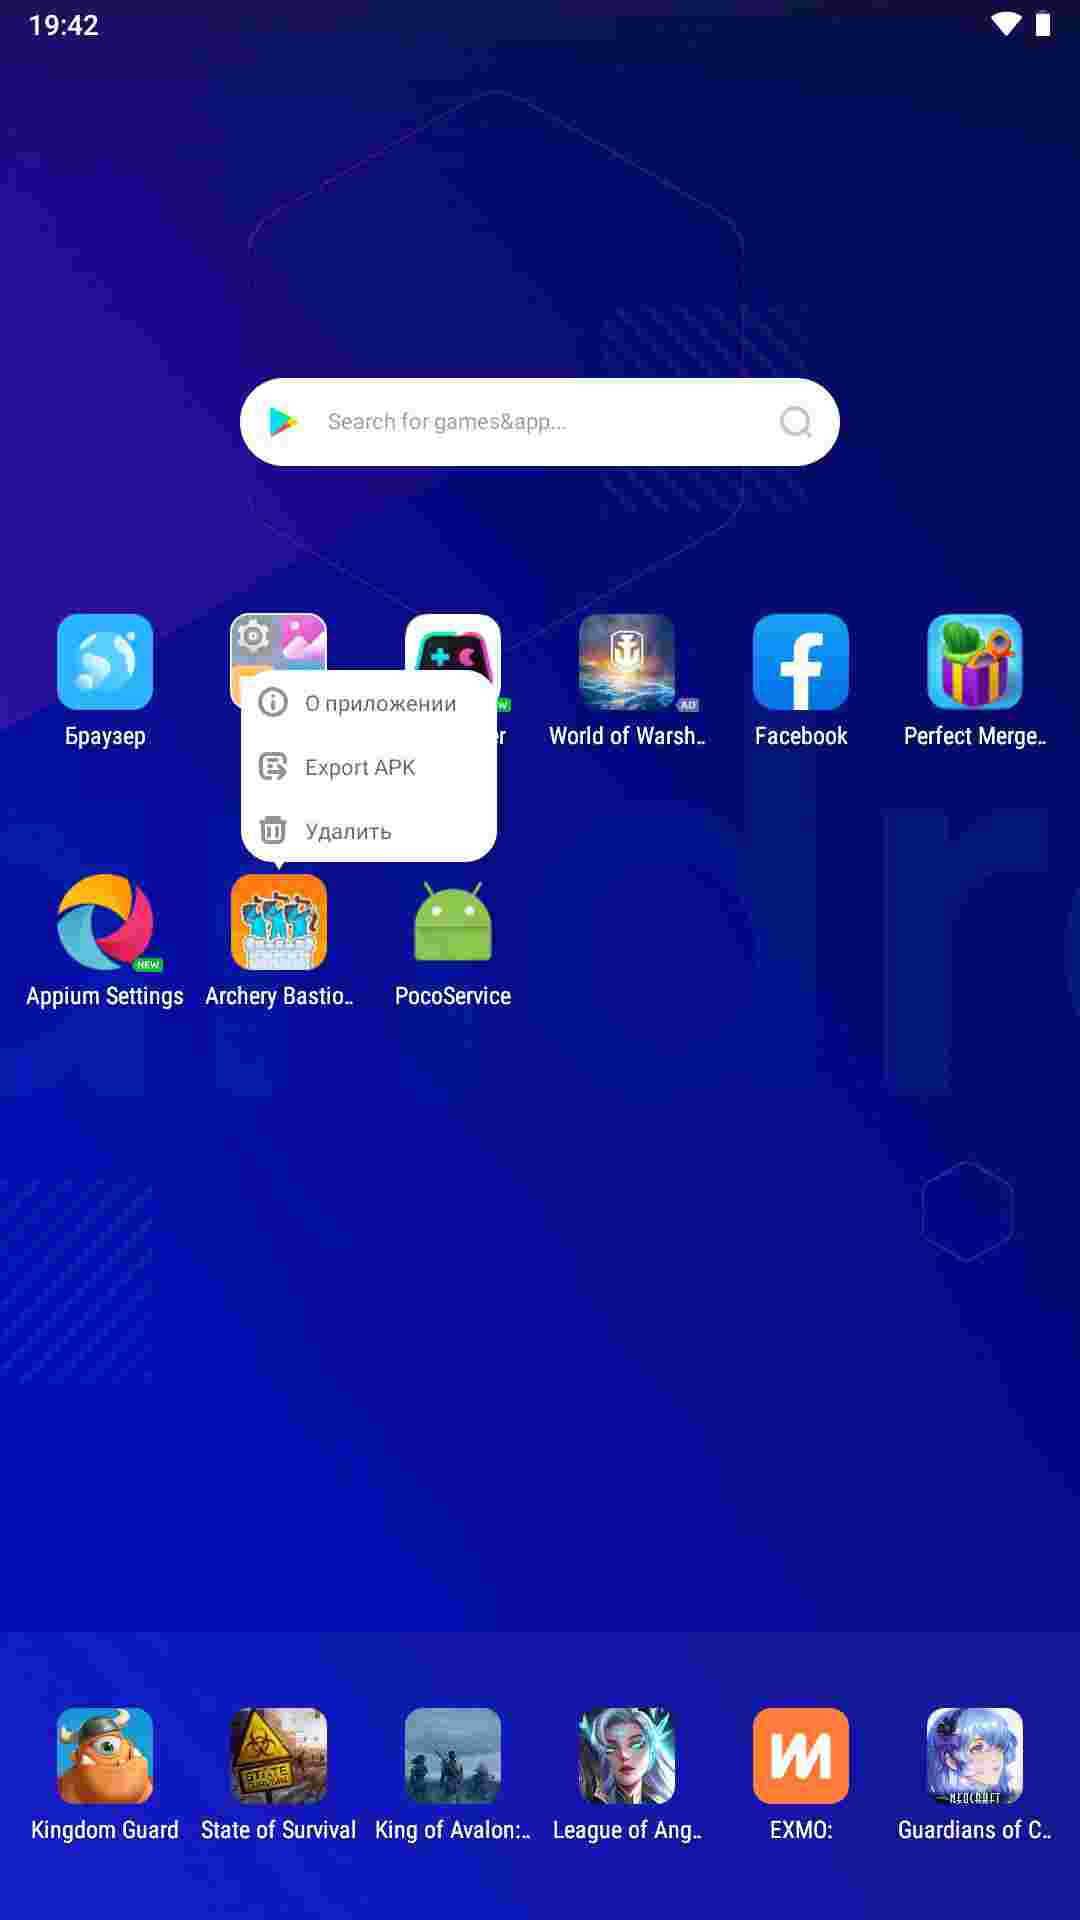 19:42
Search for games&app...
О приложении
Export APK
Удалить
AD
Браузер
World of Warsh..
Facebook
Perfect Merge..
NEW
Appium Settings
Archery Bastio..
PocoService
STATE
NEOCRAFT
Kingdom Guard
State of Survival
King of Avalon:..
League of Ang..
EXMO:
Guardians of C..